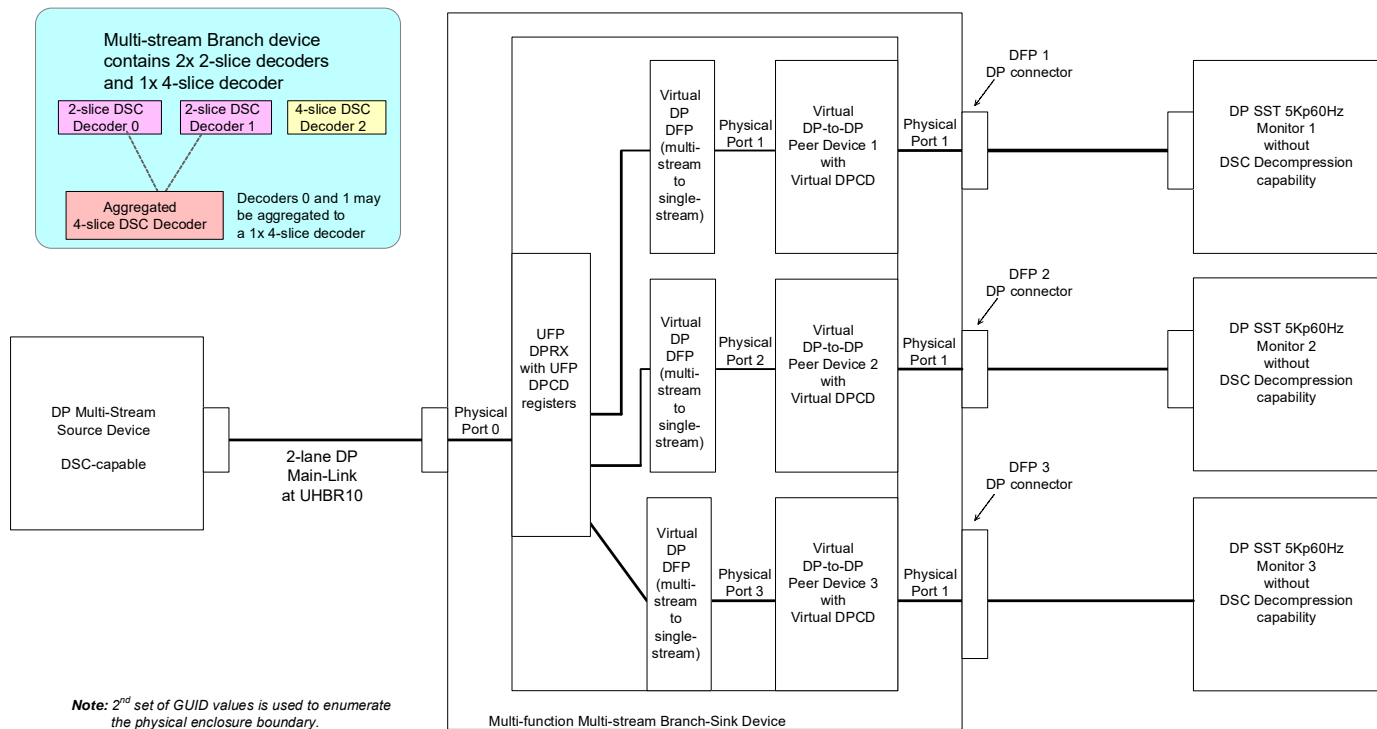 Multi-stream Branch device
contains 2x 2-slice decoders
and 1x 4-slice decoder
2-slice DSC
Decoder 0
2-slice DSC
Decoder 1
4-slice DSC
Decoder 2
Aggregated
4-slice DSC Decoder
Decoders 0 and 1 may
be aggregated to
a 1x 4-slice decoder
DP Multi-Stream
Source Device
DSC-capable
2-lane DP
Main-Link
at UHBR10
Physical
Port 0
UFP
DPRX
with UFP
DPCD
registers
Virtual
DP
DFP
(multi-
stream
to
single-
stream)
Physical
Port 1
Virtual
DP-to-DP
Peer Device 1
with
Virtual DPCD
Physical
Port 1
DFP 1
DP connector
DP SST 5Kp60Hz
Monitor 1
without
DSC Decompression
capability
Virtual
DP
DFP
(multi-
stream
to
single-
stream)
Physical
Port 2
Virtual
DP-to-DP
Peer Device 2
with
Virtual DPCD
Physical
Port 1
DFP 2
DP connector
DP SST 5Kp60Hz
Monitor 2
without
DSC Decompression
capability
Virtual
DP
DFP
(multi-
stream
to
single-
stream)
Physical
Port 3
Virtual
DP-to-DP
Peer Device 3
with
Virtual DPCD
Physical
Port 1
DFP 3
DP connector
DP SST 5Kp60Hz
Monitor 3
without
DSC Decompression
capability
Note: 2nd set of GUID values is used to enumerate
the physical enclosure boundary.
Multi-function Multi-stream Branch-Sink Device